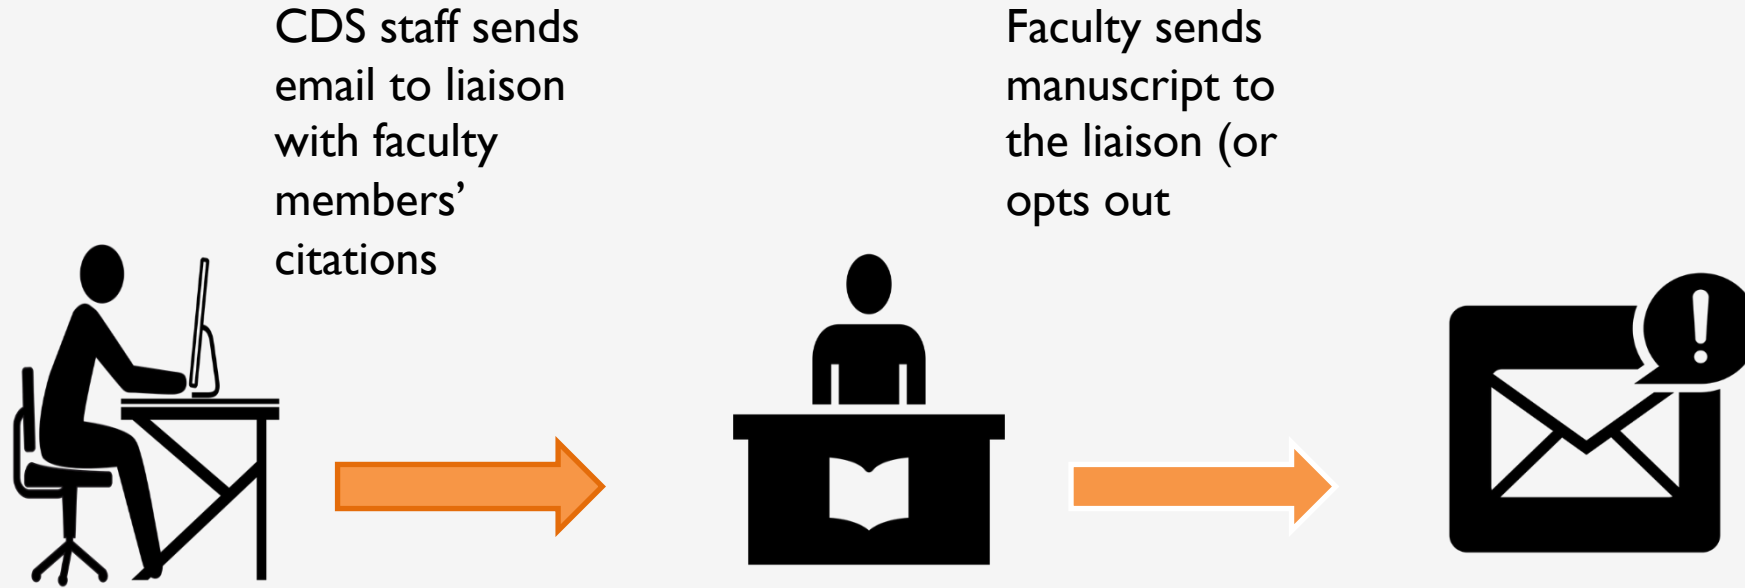 CDS staff sends
email to liaison
with faculty
members’
citations
Faculty sends
manuscript to
the liaison (or
opts out